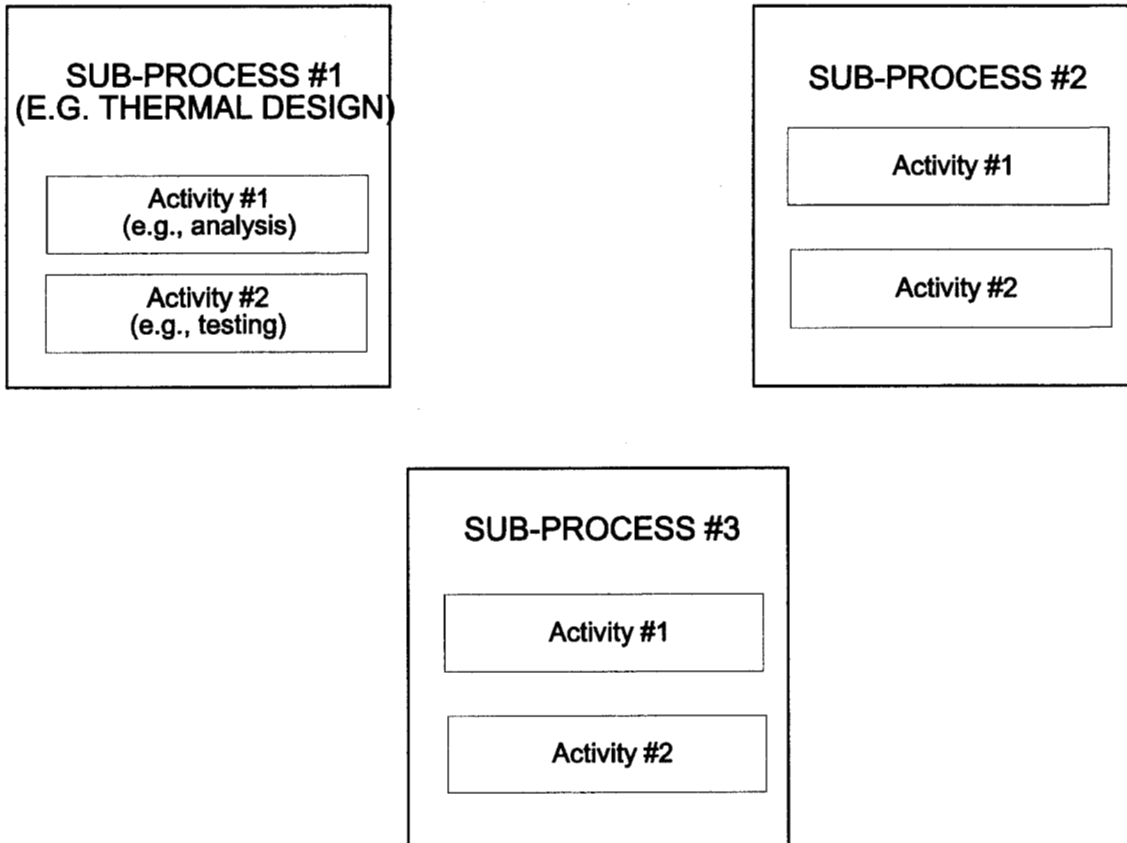 SUB-PROCESS #1
(E.G. THERMAL DESIGN)
Activity #1
(e.g., analysis)
Activity #2
(e.g., testing)
SUB-PROCESS #2
Activity #1
Activity #2
SUB-PROCESS #3
Activity #1
Activity #2